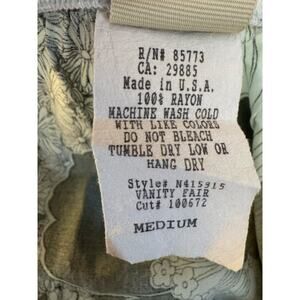 R/N# 85773
CA: 29885
Made in U.S.A.
100% RAYON
MACHINE WASH COLD
WITH LIKE COLORS
DO NOT BLEACH
TUMBLE DRY LOW OR
HANG DRY
Style# N415915
VANITY FAIR
Cut# 100672
MEDIUM